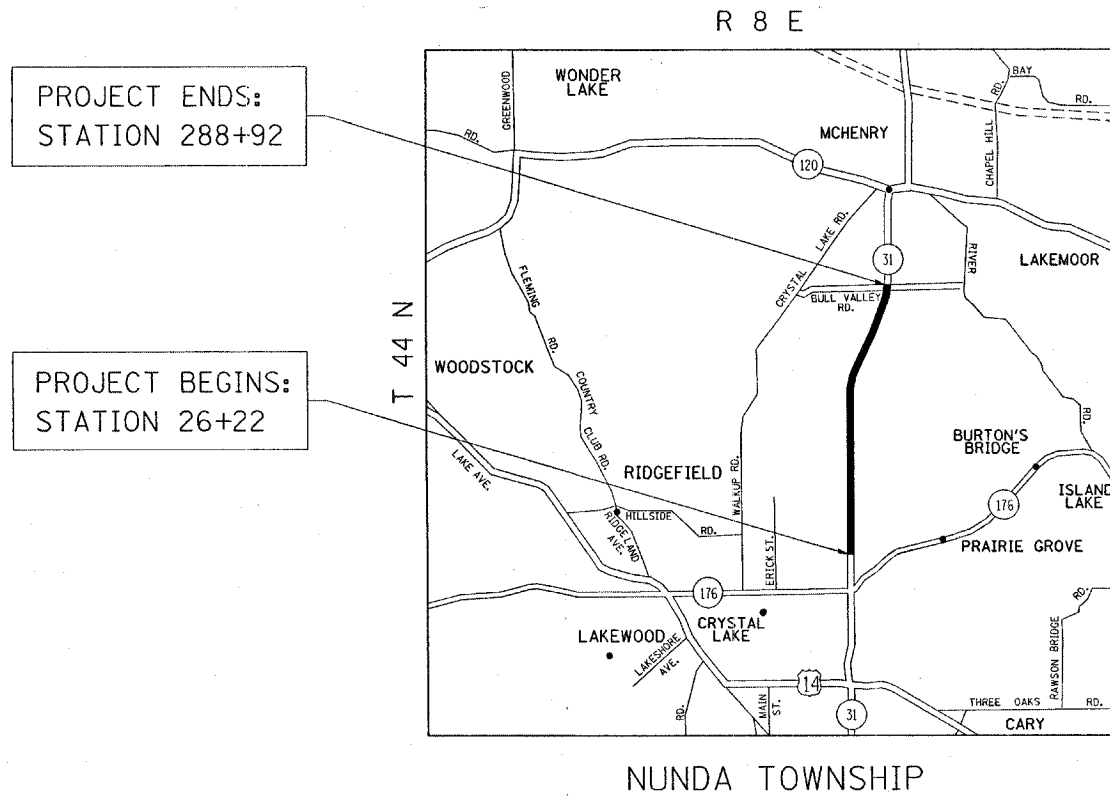 R 8 E
PROJECT ENDS:
STATION 288+92
WONDER
LAKE
GREENWOOD
RD.
MCHENRY
120
BAY
RD.
RD.
CHAPEL HILL
CRYSTAL LAKE RD.
31
RIVER
RD.
LAKEMOOR
BULL VALLEY
RD.
FLEMING
RD.
T 44 N
WOODSTOCK
PROJECT BEGINS:
STATION 26+22
COUNTRY
CLUB RD.
LAKE AVE.
RIDGEFIELD
WALKUP RD.
BURTON'S
BRIDGE
ISLAND
LAKE
176
HILLSIDE
RD.
RIDGELAND
AVE.
ERICK ST.
PRAIRIE GROVE
176
CRYSTAL
LAKE
LAKEWOOD
LAKESHORE
AVE.
RD.
MAIN
ST.
14
31
RAWSON BRIDGE
RD.
THREE OAKS RD.
CARY
NUNDA TOWNSHIP